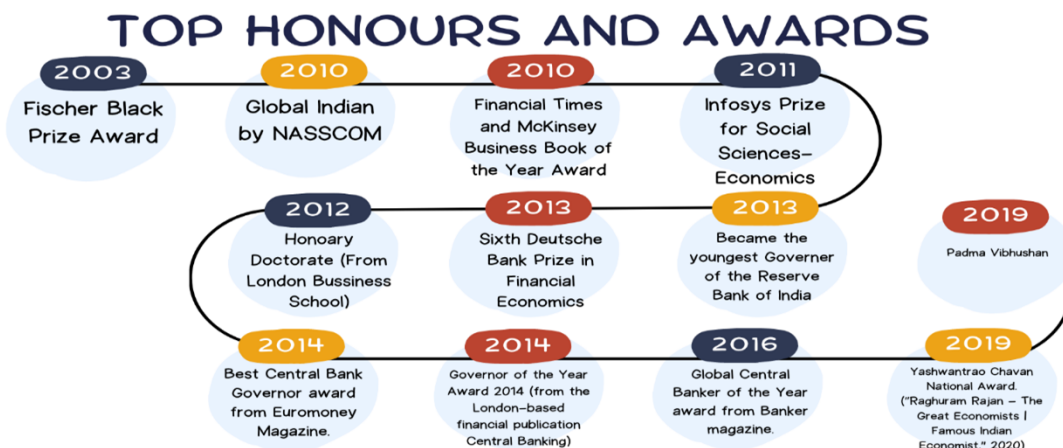 TOP HONOURS AND AWARDS
2003
Fischer Black
Prize Award
2010
Global Indian
by NASSCOM
2010
Financial Times
and McKinsey
Business Book of
the Year Award
2011
Infosys Prize
for Social
Sciences–
Economics
2012
Honoary
Doctorate (From
London Bussiness
School)
2013
Sixth Deutsche
Bank Prize in
Financial
Economics
2013
Became the
youngest Governer
of the Reserve
Bank of India
2019
Padma Vibhushan
2014
Best Central Bank
Governor award
from Euromoney
Magazine.
2014
Governor of the Year
Award 2014 (from the
London-based
financial publication
Central Banking)
2016
Global Central
Banker of the Year
award from Banker
magazine.
2019
Yashwantrao Chavan
National Award.
("Raghuram Rajan – The
Great Economists |
Famous Indian
Economist," 2020)